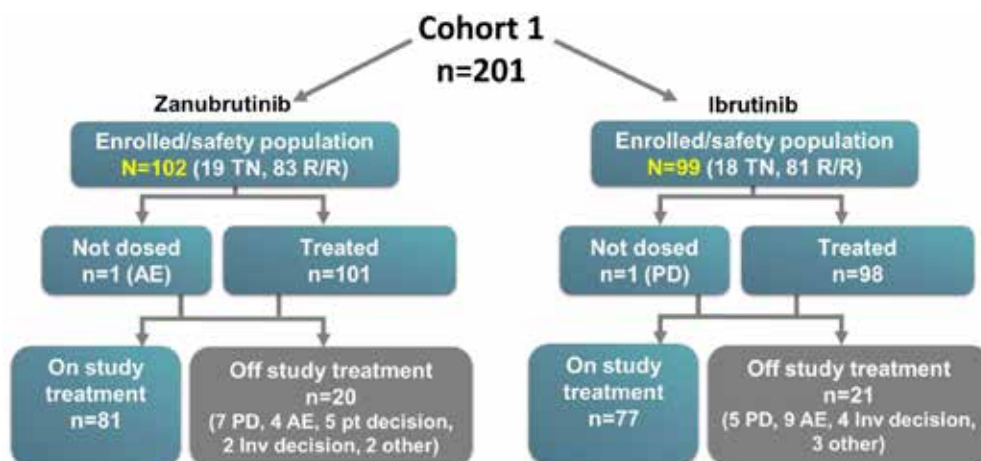 Cohort 1
n=201
Zanubrutinib
Enrolled/safety population
N=102 (19 TN, 83 R/R)
Not dosed
n=1 (AE)
Treated
n=101
On study
treatment
n=81
Off study treatment
n=20
(7 PD, 4 AE, 5 pt decision,
2 Inv decision, 2 other)
Ibrutinib
Enrolled/safety population
N=99 (18 TN, 81 R/R)
Not dosed
n=1 (PD)
Treated
n=98
On study
treatment
n=77
Off study treatment
n=21
(5 PD, 9 AE, 4 Inv decision,
3 other)